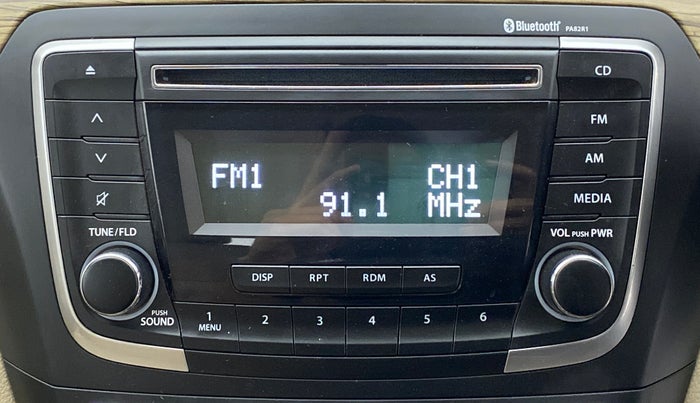 Bluetooth® PA82R1
CD
FM
AM
MEDIA
FM1 CH1
91.1 MHz
TUNE/FLD
VOL PUSH PWR
DISP RPT RDM AS
PUSH
SOUND
1 2 3 4 5 6
MENU